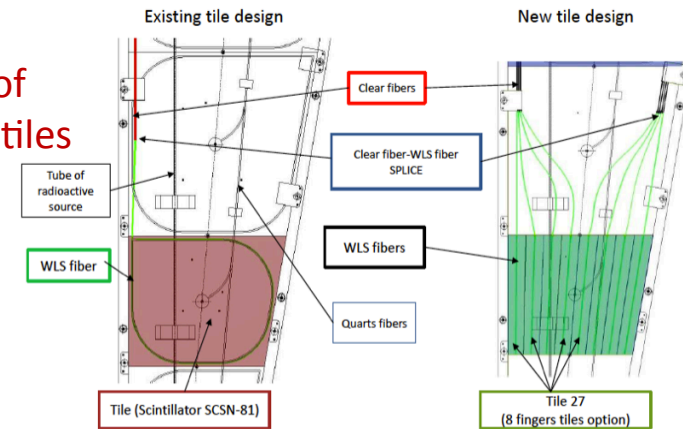 Existing tile design
New tile design
of
tiles
Clear fibers
Clear fiber-WLS fiber
SPLICE
Tube of
radioactive
source
WLS fiber
WLS fibers
Quarts fibers
Tile (Scintillator SCSN-81)
Tile 27
(8 fingers tiles option)